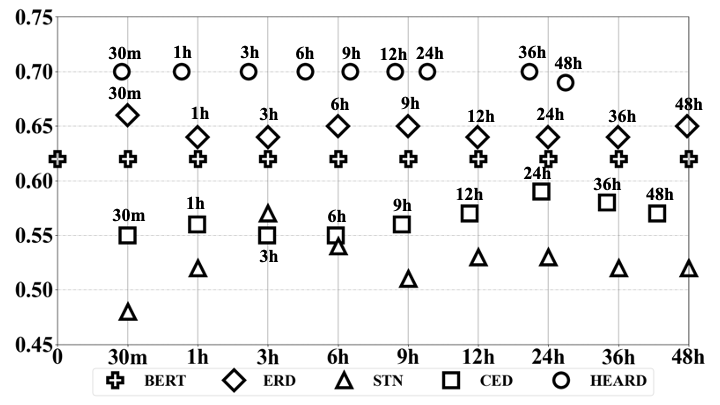 0.75
30m 1h 3h 6h 9h 12h 24h 36h 48h
0.70
30m 1h 3h 6h 9h 12h 24h 36h 48h
0.65
0.60
30m 1h 3h 6h 9h 12h 24h 36h 48h
0.55
0.50
0.45
0 30m 1h 3h 6h 9h 12h 24h 36h 48h
BERT ERD STN CED HEARD